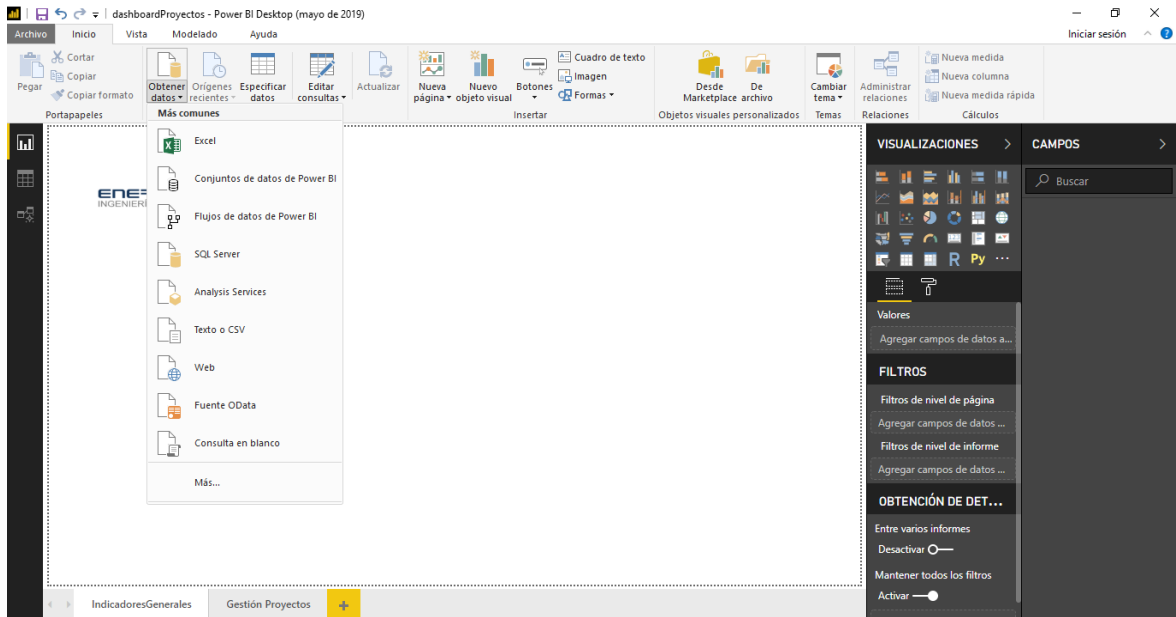 dashboardProyectos - Power BI Desktop (mayo de 2019)
Archivo Inicio Vista Modelado Ayuda Iniciar sesión ?
Pegar
Cortar
Copiar
Copiar formato
Portapapeles
Obtener datos
Orígenes recientes
Especificar datos
Editar consultas
Actualizar
Nueva página
Nuevo objeto visual
Botones
Cuadro de texto
Imagen
Formas
Insertar
Desde Marketplace
De archivo
Objetos visuales personalizados
Cambiar tema
Temas
Administrar relaciones
Relaciones
Nueva medida
Nueva columna
Nueva medida rápida
Cálculos
Más comunes
Excel
Conjuntos de datos de Power BI
Flujos de datos de Power BI
SQL Server
Analysis Services
Texto o CSV
Web
Fuente OData
Consulta en blanco
Más...
VISUALIZACIONES
R Py ...
Valores
Agregar campos de datos a...
FILTROS
Filtros de nivel de página
Agregar campos de datos ...
Filtros de nivel de informe
Agregar campos de datos ...
OBTENCIÓN DE DET...
Entre varios informes
Desactivar
Mantener todos los filtros
Activar
CAMPOS
Buscar
IndicadoresGenerales Gestión Proyectos +